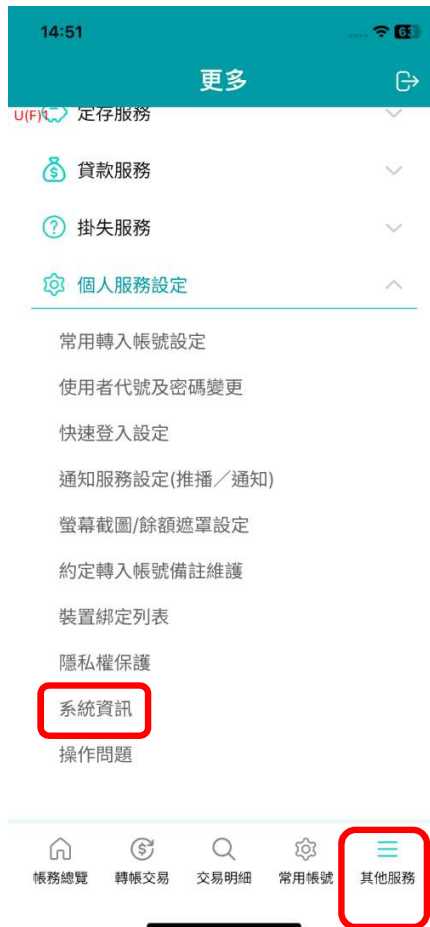 14:51
63
更多
U(F)1
定存服務
貸款服務
掛失服務
個人服務設定
常用轉入帳號設定
使用者代號及密碼變更
快速登入設定
通知服務設定(推播／通知)
螢幕截圖/餘額遮罩設定
約定轉入帳號備註維護
裝置綁定列表
隱私權保護
系統資訊
操作問題
帳務總覽 轉帳交易 交易明細 常用帳號 其他服務